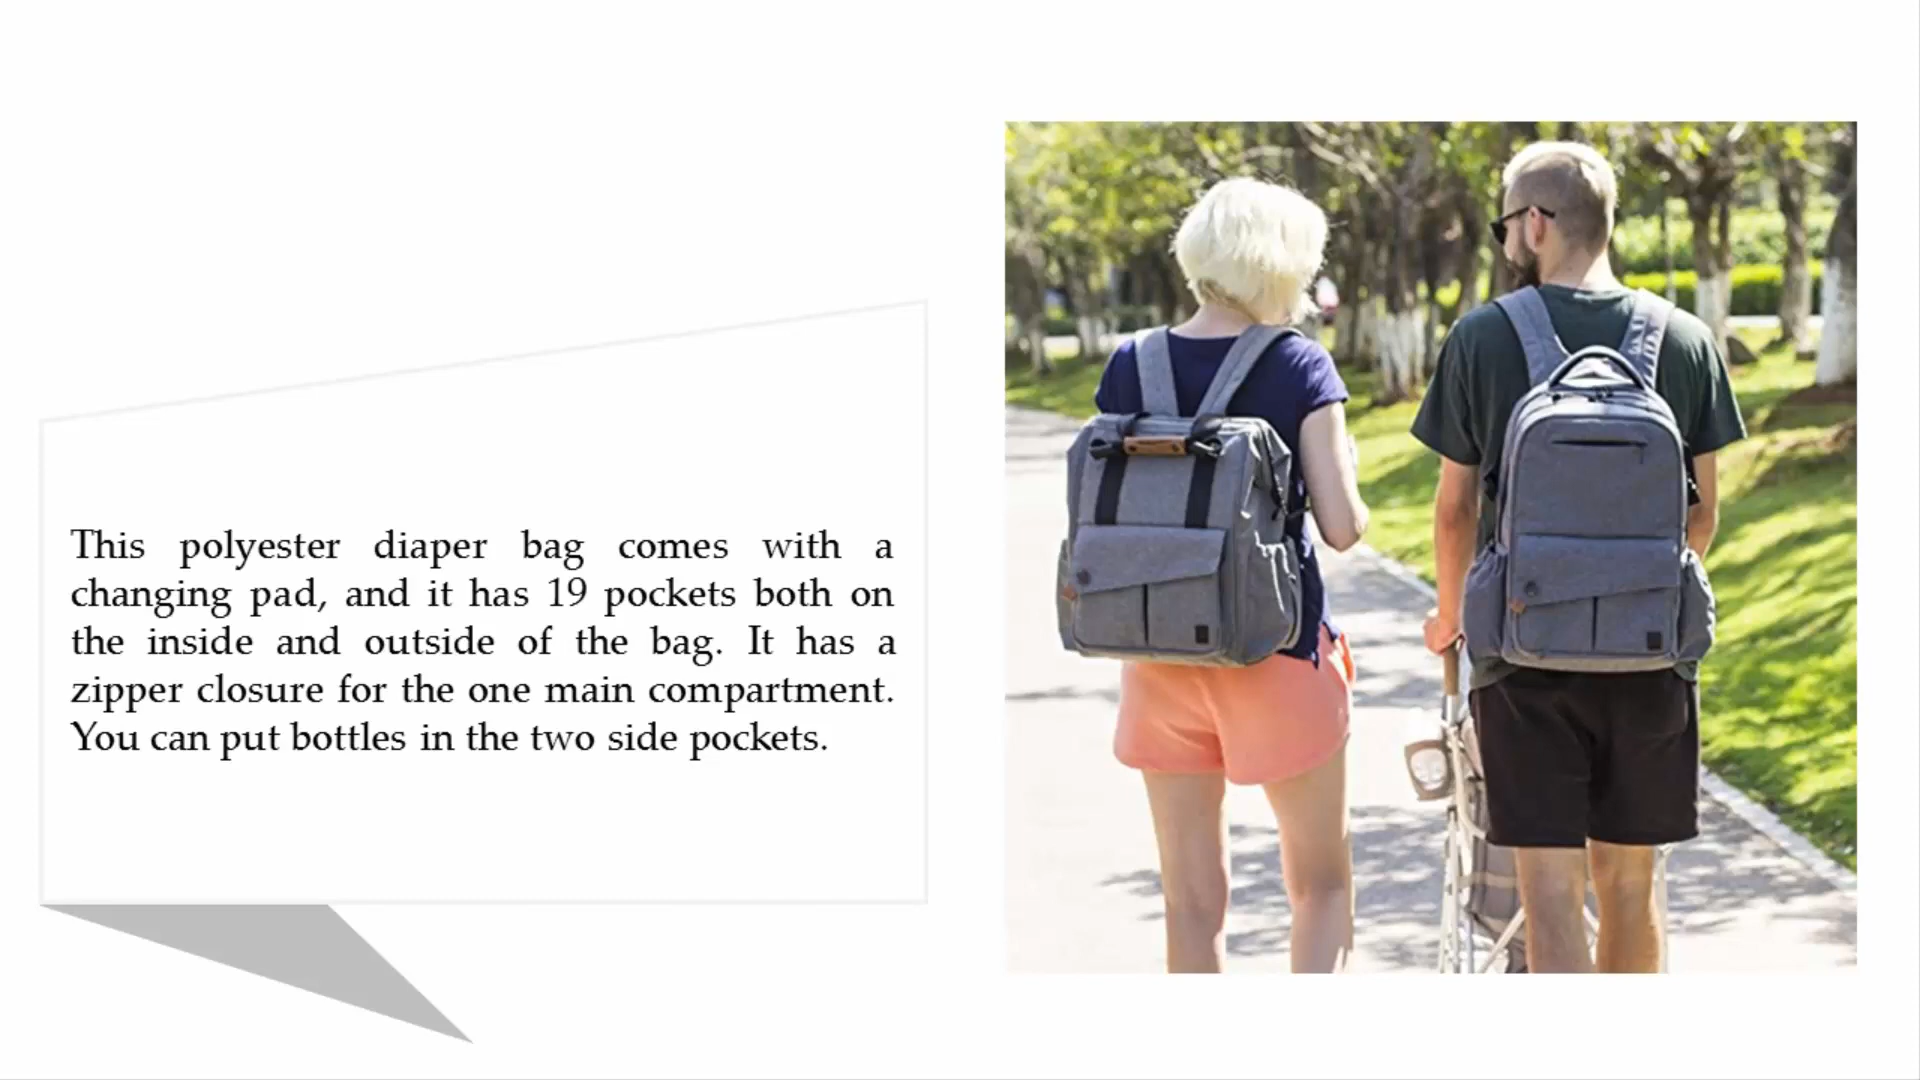 This polyester diaper bag comes with a
changing pad, and it has 19 pockets both on
the inside and outside of the bag. It has a
zipper closure for the one main compartment.
You can put bottles in the two side pockets.